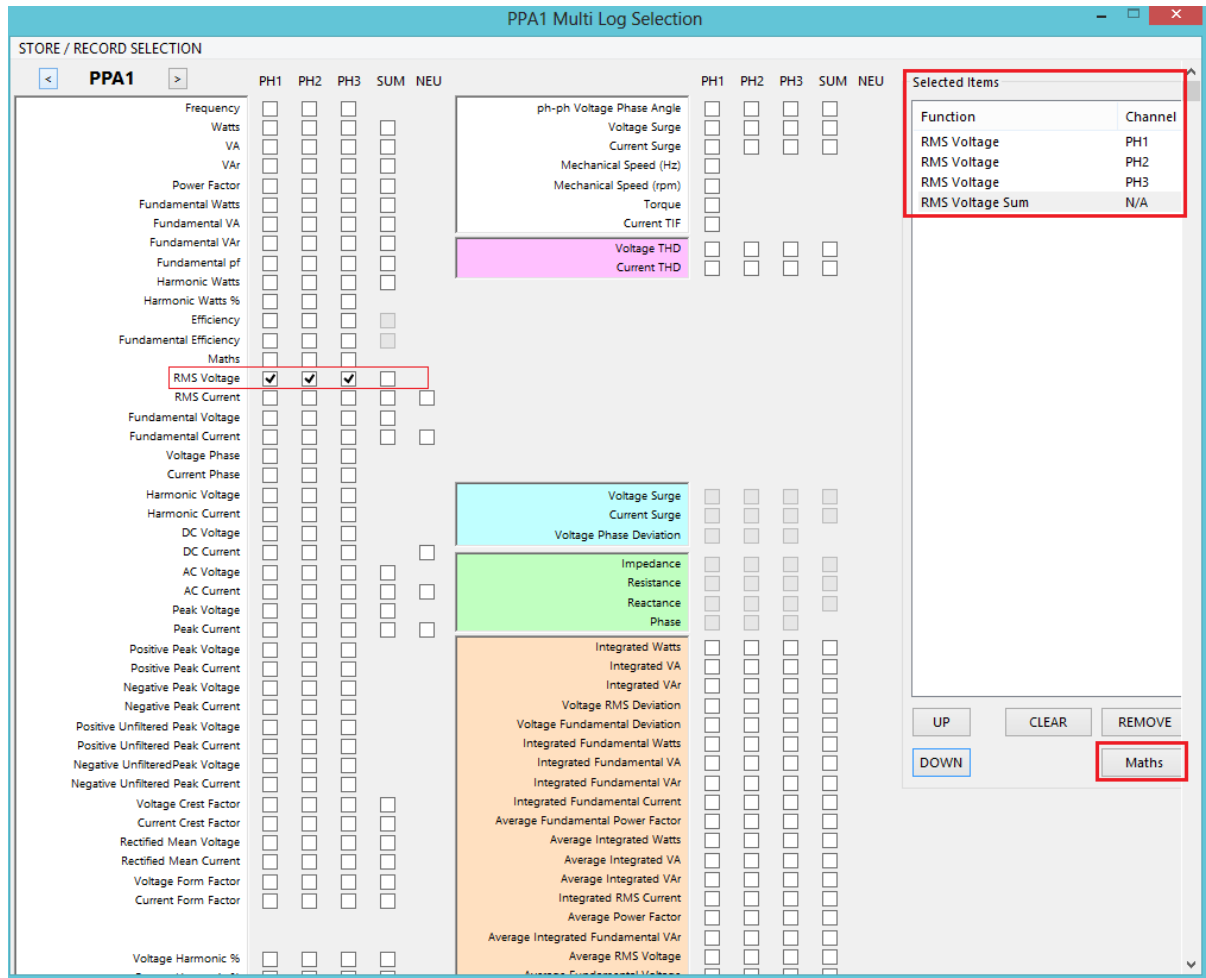 PPA1 Multi Log Selection
STORE / RECORD SELECTION
< PPA1 >
PH1 PH2 PH3 SUM NEU
Frequency
Watts
VA
VAr
Power Factor
Fundamental Watts
Fundamental VA
Fundamental VAr
Fundamental pf
Harmonic Watts
Harmonic Watts %
Efficiency
Fundamental Efficiency
Maths
RMS Voltage
RMS Current
Fundamental Voltage
Fundamental Current
Voltage Phase
Current Phase
Harmonic Voltage
Harmonic Current
DC Voltage
DC Current
AC Voltage
AC Current
Peak Voltage
Peak Current
Positive Peak Voltage
Positive Peak Current
Negative Peak Voltage
Negative Peak Current
Positive Unfiltered Peak Voltage
Positive Unfiltered Peak Current
Negative UnfilteredPeak Voltage
Negative Unfiltered Peak Current
Voltage Crest Factor
Current Crest Factor
Rectified Mean Voltage
Rectified Mean Current
Voltage Form Factor
Current Form Factor
Voltage Harmonic %
PH1 PH2 PH3 SUM NEU
ph-ph Voltage Phase Angle
Voltage Surge
Current Surge
Mechanical Speed (Hz)
Mechanical Speed (rpm)
Torque
Current TIF
Voltage THD
Current THD
Voltage Surge
Current Surge
Voltage Phase Deviation
Impedance
Resistance
Reactance
Phase
Integrated Watts
Integrated VA
Integrated VAr
Voltage RMS Deviation
Voltage Fundamental Deviation
Integrated Fundamental Watts
Integrated Fundamental VA
Integrated Fundamental VAr
Integrated Fundamental Current
Average Fundamental Power Factor
Average Integrated Watts
Average Integrated VA
Average Integrated VAr
Integrated RMS Current
Average Power Factor
Average Integrated Fundamental VAr
Average RMS Voltage
Average Fundamental Voltage
Selected Items
Function Channel
RMS Voltage PH1
RMS Voltage PH2
RMS Voltage PH3
RMS Voltage Sum N/A
UP CLEAR REMOVE
DOWN Maths